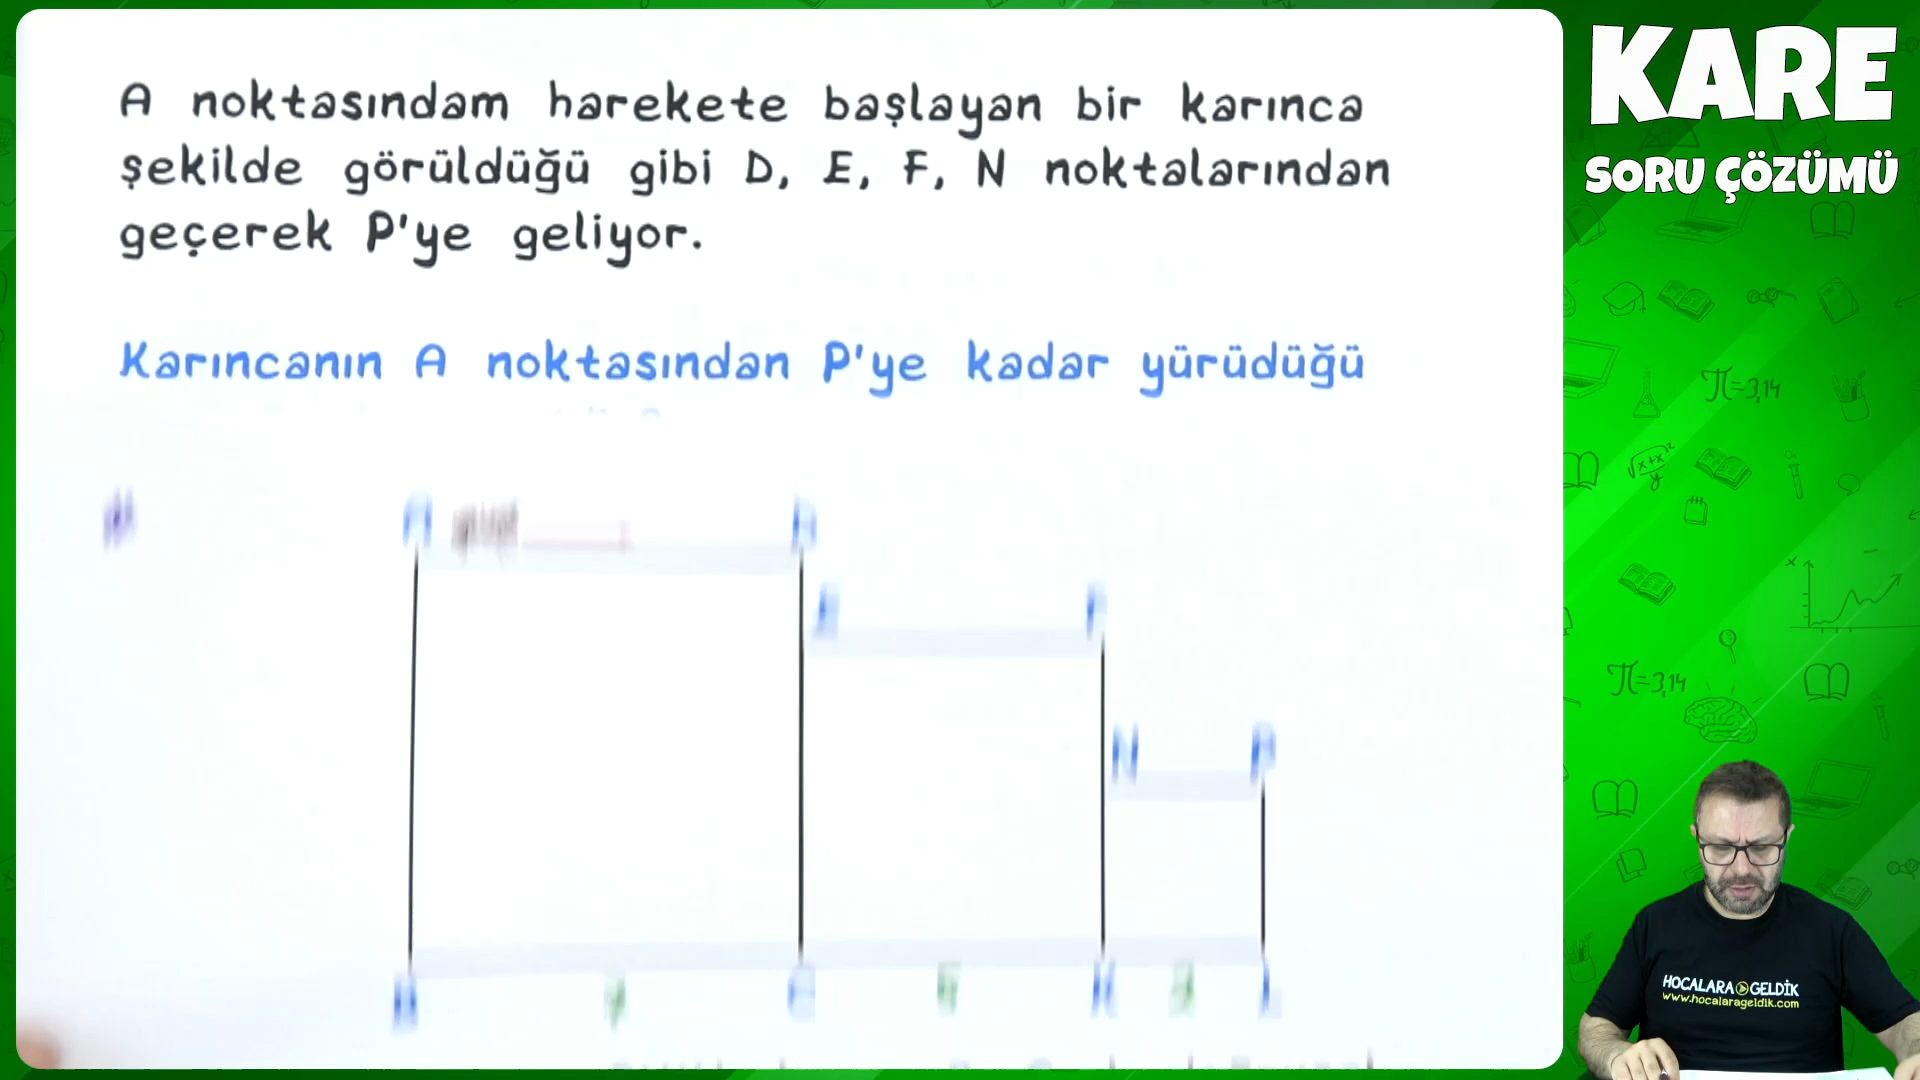 KARE
SORU ÇÖZÜMÜ
A noktasındam harekete başlayan bir karınca
şekilde görüldüğü gibi D, E, F, N noktalarından
geçerek P'ye geliyor.
Karıncanın A noktasından P'ye kadar yürüdüğü
E F
N P
HOCALARA GELDİK
www.hocalarageldik.com
π=3,14
π=3,14